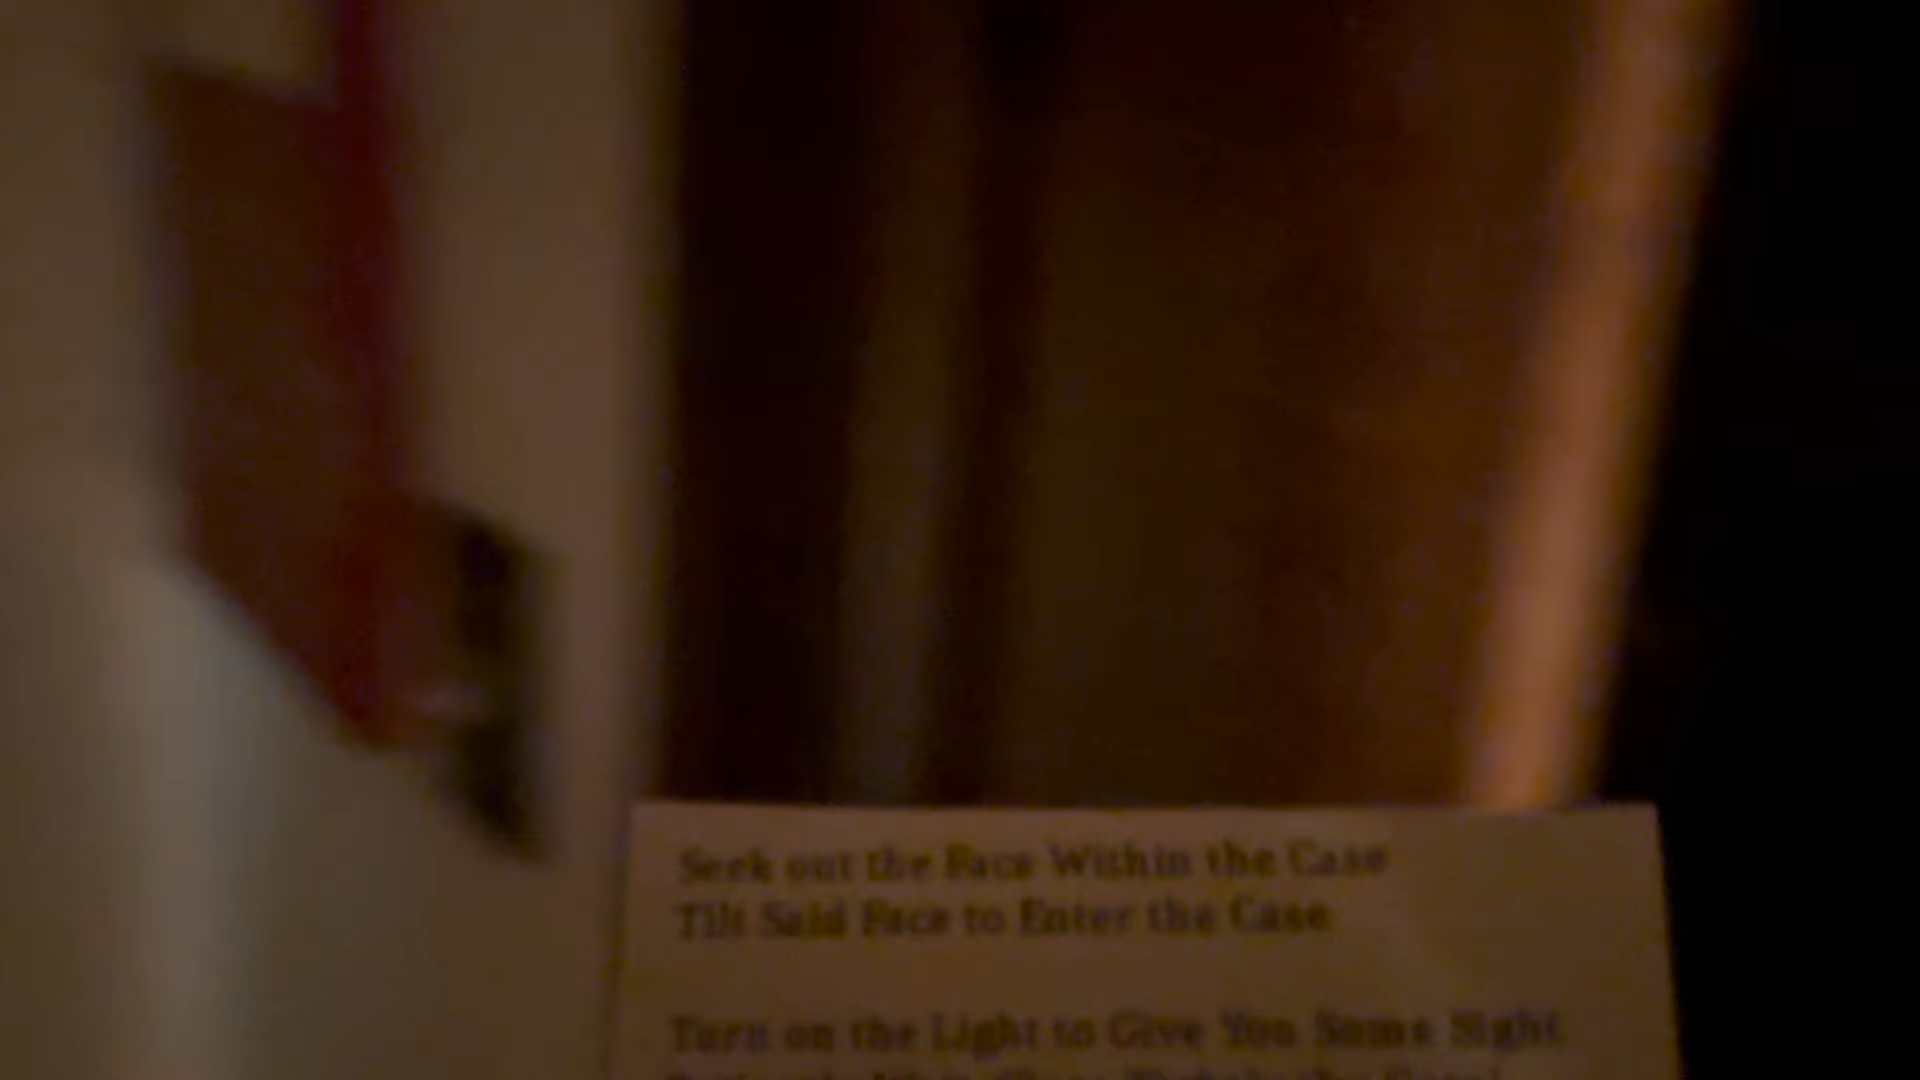 Seek out the Face Within the Case
Tilt Said Face to Enter the Case
Turn on the Light to Give You Some Sight